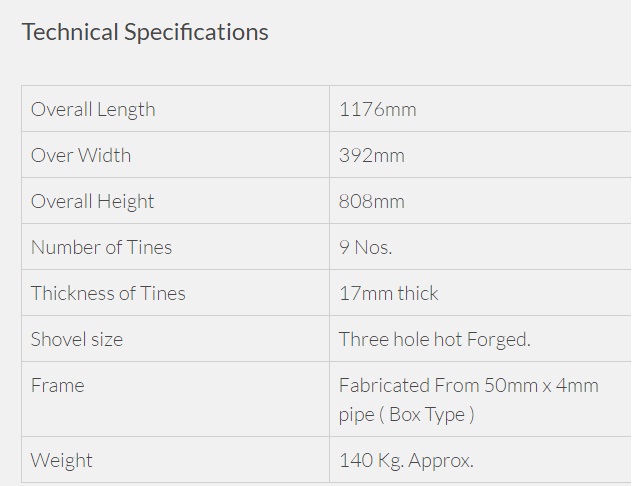 Technical Specifications
Overall Length 1176mm
Over Width 392mm
Overall Height 808mm
Number of Tines 9 Nos.
Thickness of Tines 17mm thick
Shovel size Three hole hot Forged.
Frame Fabricated From 50mm x 4mm
pipe ( Box Type )
Weight 140 Kg. Approx.